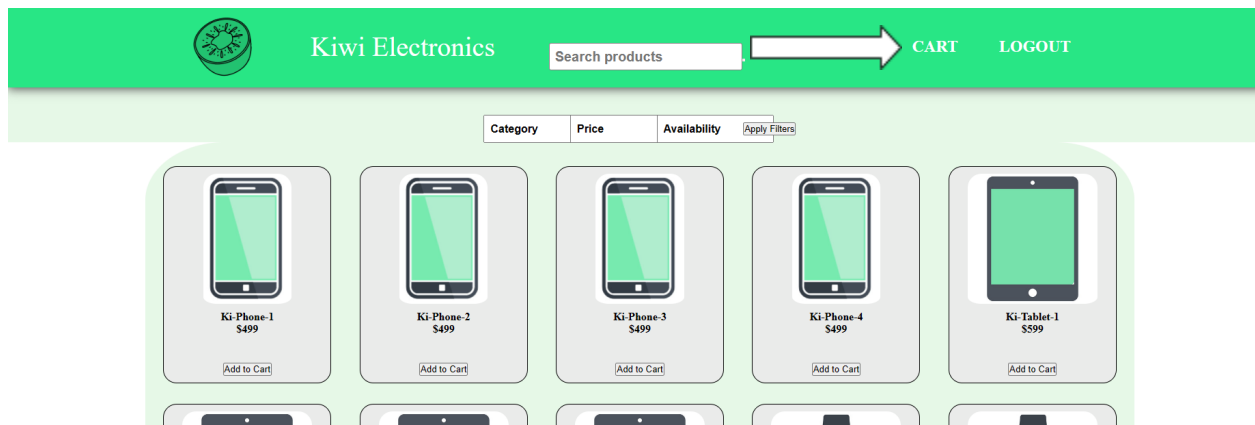 Kiwi Electronics
Search products
CART
LOGOUT
Category
Price
Availability
Apply Filters
Ki-Phone-1
$499
Add to Cart
Ki-Phone-2
$499
Add to Cart
Ki-Phone-3
$499
Add to Cart
Ki-Phone-4
$499
Add to Cart
Ki-Tablet-1
$599
Add to Cart